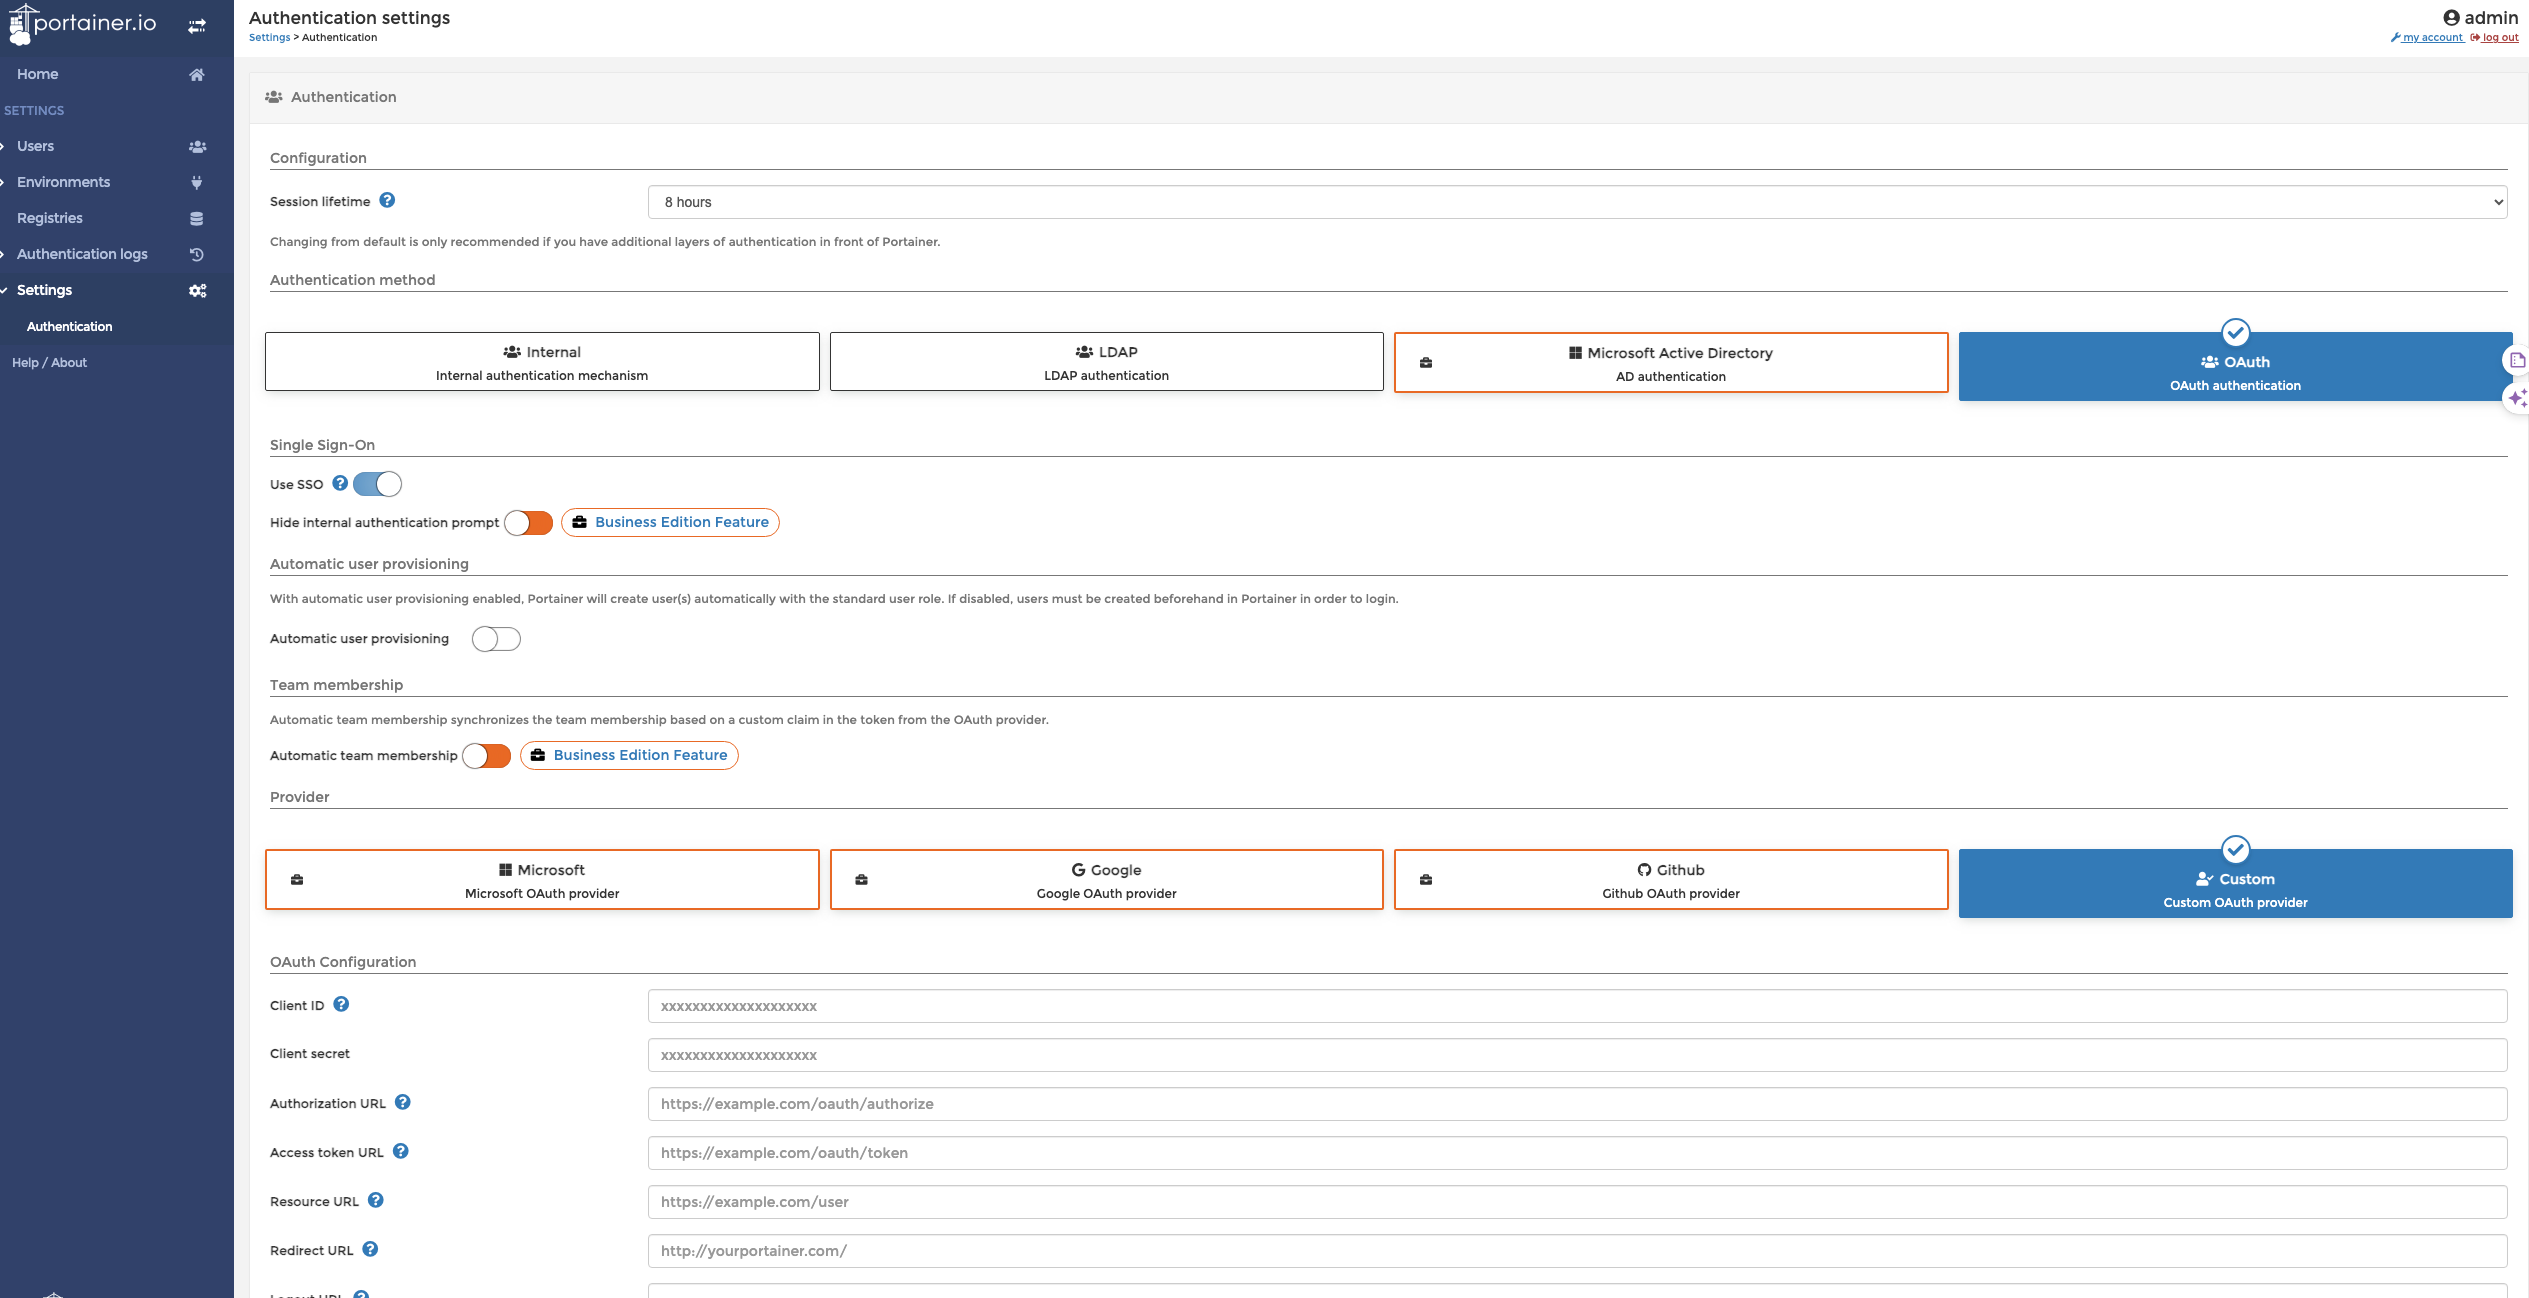 portainer.io
Authentication settings
Settings > Authentication
admin
my account log out
Home
SETTINGS
Users
Environments
Registries
Authentication logs
Settings
Authentication
Help / About
Authentication
Configuration
Session lifetime
8 hours
Changing from default is only recommended if you have additional layers of authentication in front of Portainer.
Authentication method
Internal
Internal authentication mechanism
LDAP
LDAP authentication
Microsoft Active Directory
AD authentication
OAuth
OAuth authentication
Single Sign-On
Use SSO
Hide internal authentication prompt Business Edition Feature
Automatic user provisioning
With automatic user provisioning enabled, Portainer will create user(s) automatically with the standard user role. If disabled, users must be created beforehand in Portainer in order to login.
Automatic user provisioning
Team membership
Automatic team membership synchronizes the team membership based on a custom claim in the token from the OAuth provider.
Automatic team membership Business Edition Feature
Provider
Microsoft
Microsoft OAuth provider
Google
Google OAuth provider
Github
Github OAuth provider
Custom
Custom OAuth provider
OAuth Configuration
Client ID
xxxxxxxxxxxxxxxxxxxx
Client secret
xxxxxxxxxxxxxxxxxxxx
Authorization URL
https://example.com/oauth/authorize
Access token URL
https://example.com/oauth/token
Resource URL
https://example.com/user
Redirect URL
http://yourportainer.com/
Logout URL